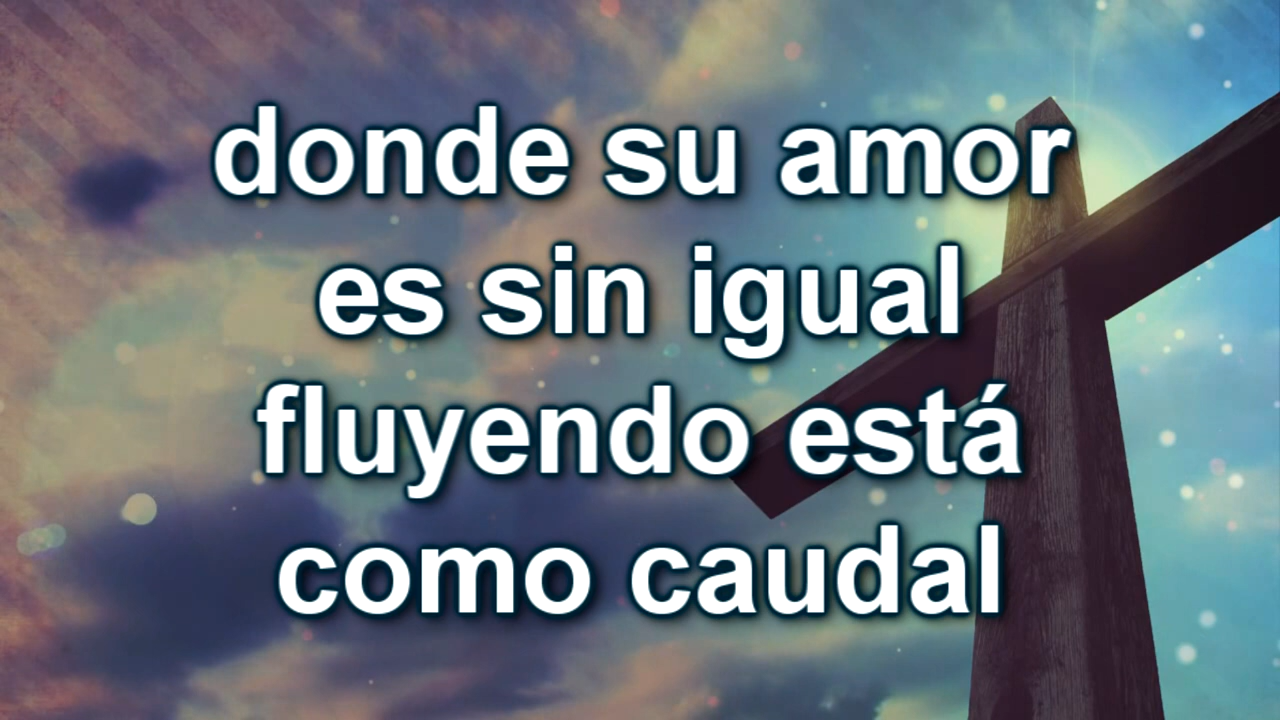 donde su amor
es sin igual
fluyendo está
como caudal